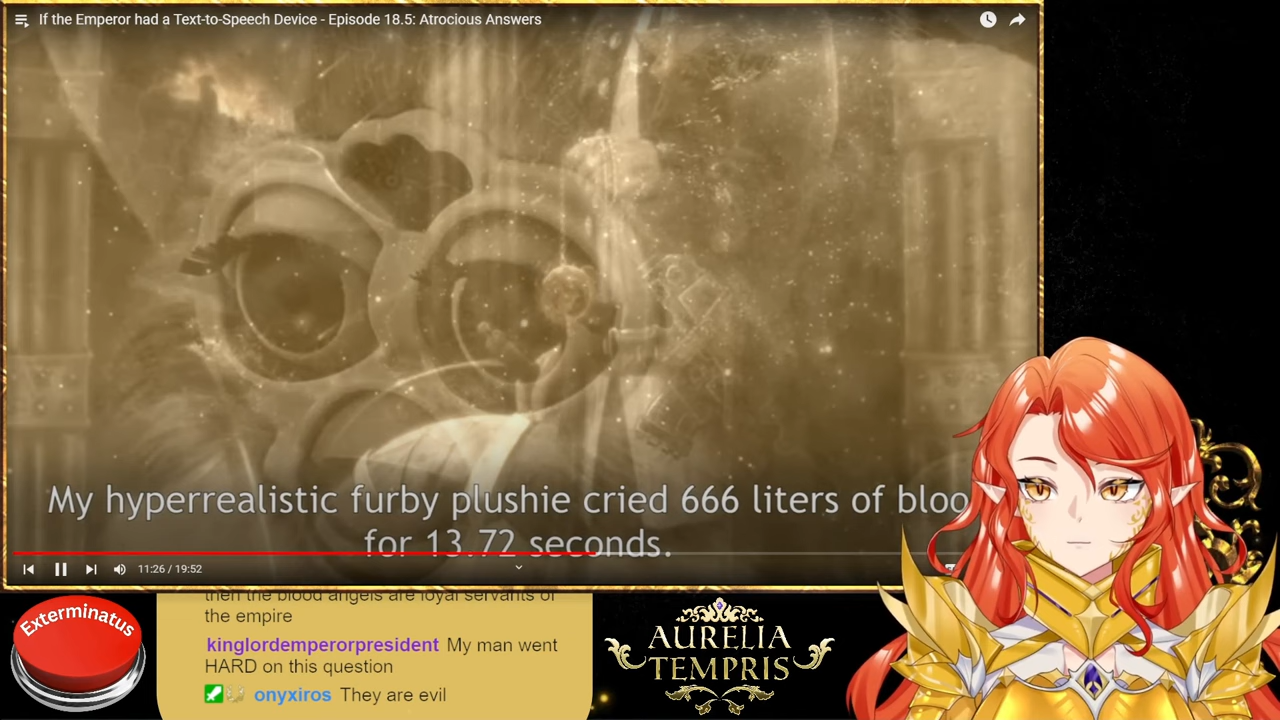 If the Emperor had a Text-to-Speech Device - Episode 18.5: Atrocious Answers
My hyperrealistic furby plushie cried 666 liters of bloo
for 13.72 seconds.
11:26 / 19:52
Exterminatus
then the blood angels are loyal servants of
the empire
kinglordemperorpresident My man went
HARD on this question
onyxiros They are evil
AURELIA
TEMPRIS